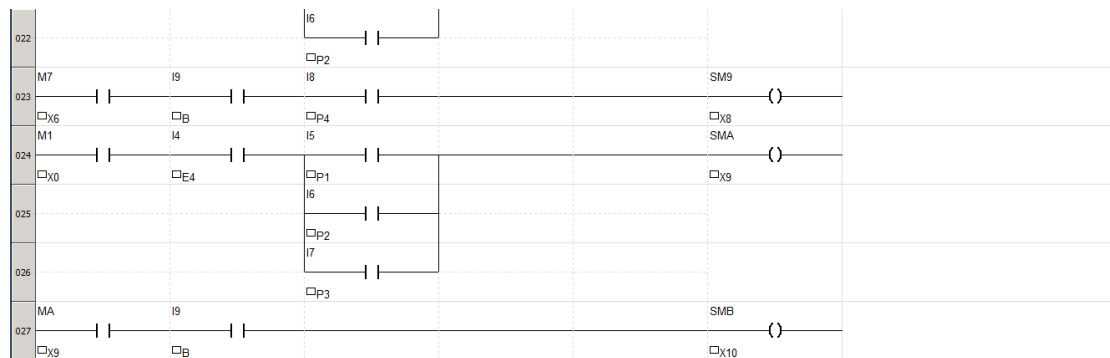 I6
022
□P2
M7 I9 I8 SM9
023
□X6 □B □P4 □X8
M1 I4 I5 SMA
024
□X0 □E4 □P1 □X9
I6
025
□P2
I7
026
□P3
MA I9 SMB
027
□X9 □B □X10